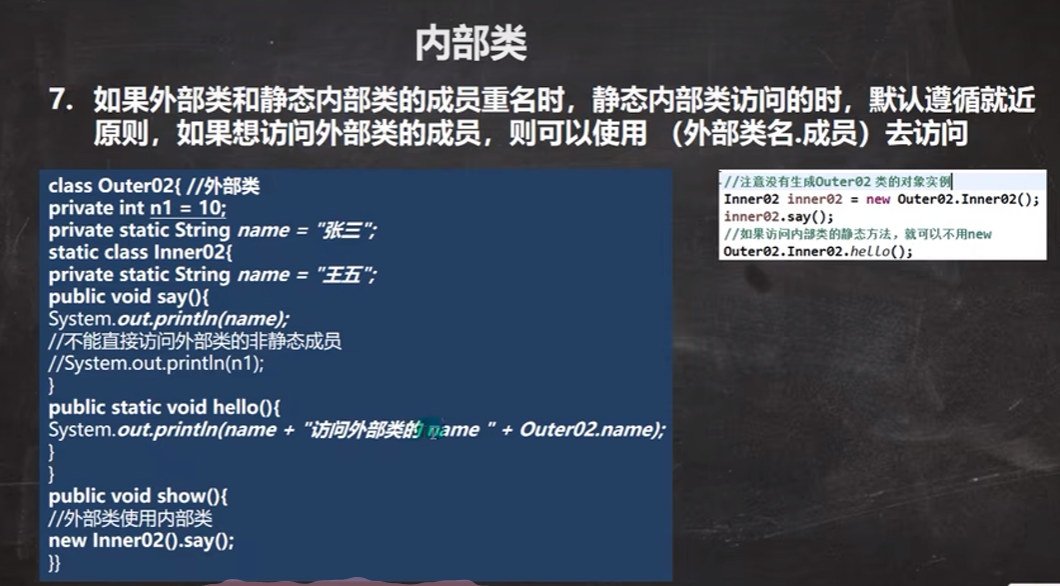 内部类
7. 如果外部类和静态内部类的成员重名时，静态内部类访问的时，默认遵循就近
原则，如果想访问外部类的成员，则可以使用 （外部类名.成员）去访问
class Outer02{ //外部类
private int n1 = 10;
private static String name = "张三";
static class Inner02{
private static String name = "王五";
public void say(){
System.out.println(name);
//不能直接访问外部类的非静态成员
//System.out.println(n1);
}
public static void hello(){
System.out.println(name + "访问外部类的 name " + Outer02.name);
}
}
public void show(){
//外部类使用内部类
new Inner02().say();
}}
//注意没有生成Outer02 类的对象实例
Inner02 inner02 = new Outer02.Inner02();
inner02.say();
//如果访问内部类的静态方法，就可以不用new
Outer02.Inner02.hello();